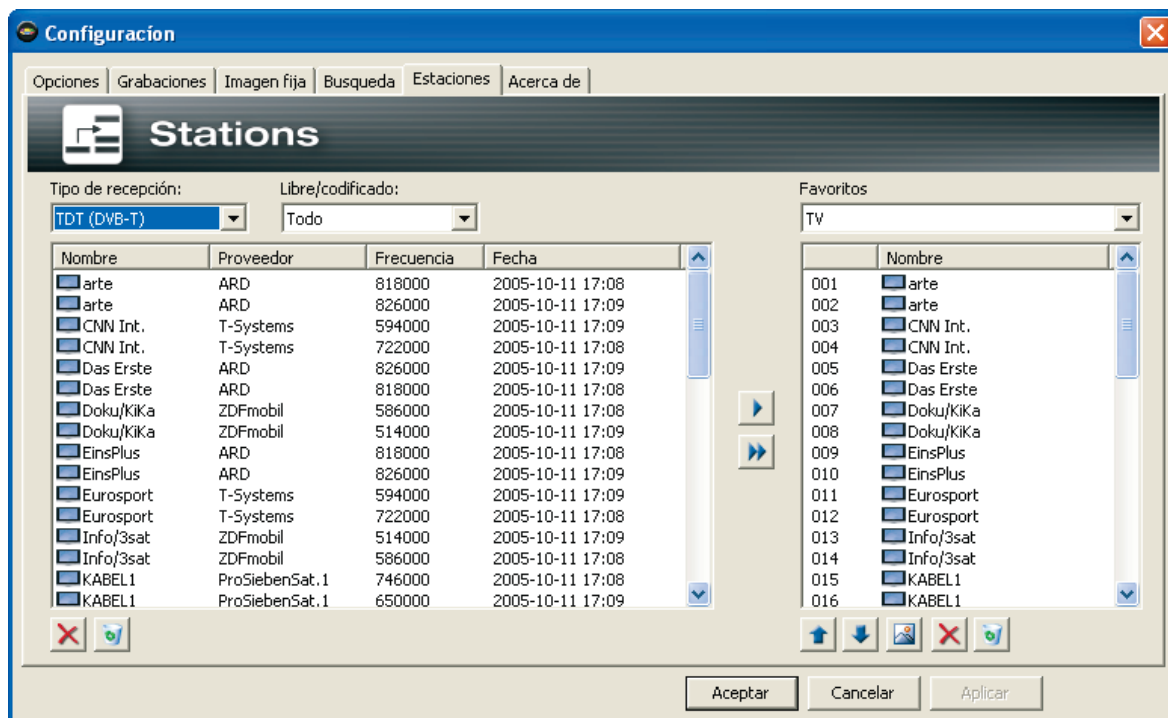 Configuracíon
Opciones Grabaciones Imagen fija Busqueda Estaciones Acerca de
Stations
Tipo de recepción: Libre/codificado: Favoritos
TDT (DVB-T) Todo TV
Nombre Proveedor Frecuencia Fecha Nombre
arte ARD 818000 2005-10-11 17:08 001 arte
arte ARD 826000 2005-10-11 17:09 002 arte
CNN Int. T-Systems 594000 2005-10-11 17:09 003 CNN Int.
CNN Int. T-Systems 722000 2005-10-11 17:08 004 CNN Int.
Das Erste ARD 826000 2005-10-11 17:09 005 Das Erste
Das Erste ARD 818000 2005-10-11 17:08 006 Das Erste
Doku/KiKa ZDFmobil 586000 2005-10-11 17:08 007 Doku/KiKa
Doku/KiKa ZDFmobil 514000 2005-10-11 17:09 008 Doku/KiKa
EinsPlus ARD 818000 2005-10-11 17:08 009 EinsPlus
EinsPlus ARD 826000 2005-10-11 17:09 010 EinsPlus
Eurosport T-Systems 594000 2005-10-11 17:09 011 Eurosport
Eurosport T-Systems 722000 2005-10-11 17:08 012 Eurosport
Info/3sat ZDFmobil 514000 2005-10-11 17:09 013 Info/3sat
Info/3sat ZDFmobil 586000 2005-10-11 17:08 014 Info/3sat
KABEL1 ProSiebenSat.1 746000 2005-10-11 17:08 015 KABEL1
KABEL1 ProSiebenSat.1 650000 2005-10-11 17:09 016 KABEL1
Aceptar Cancelar Aplicar